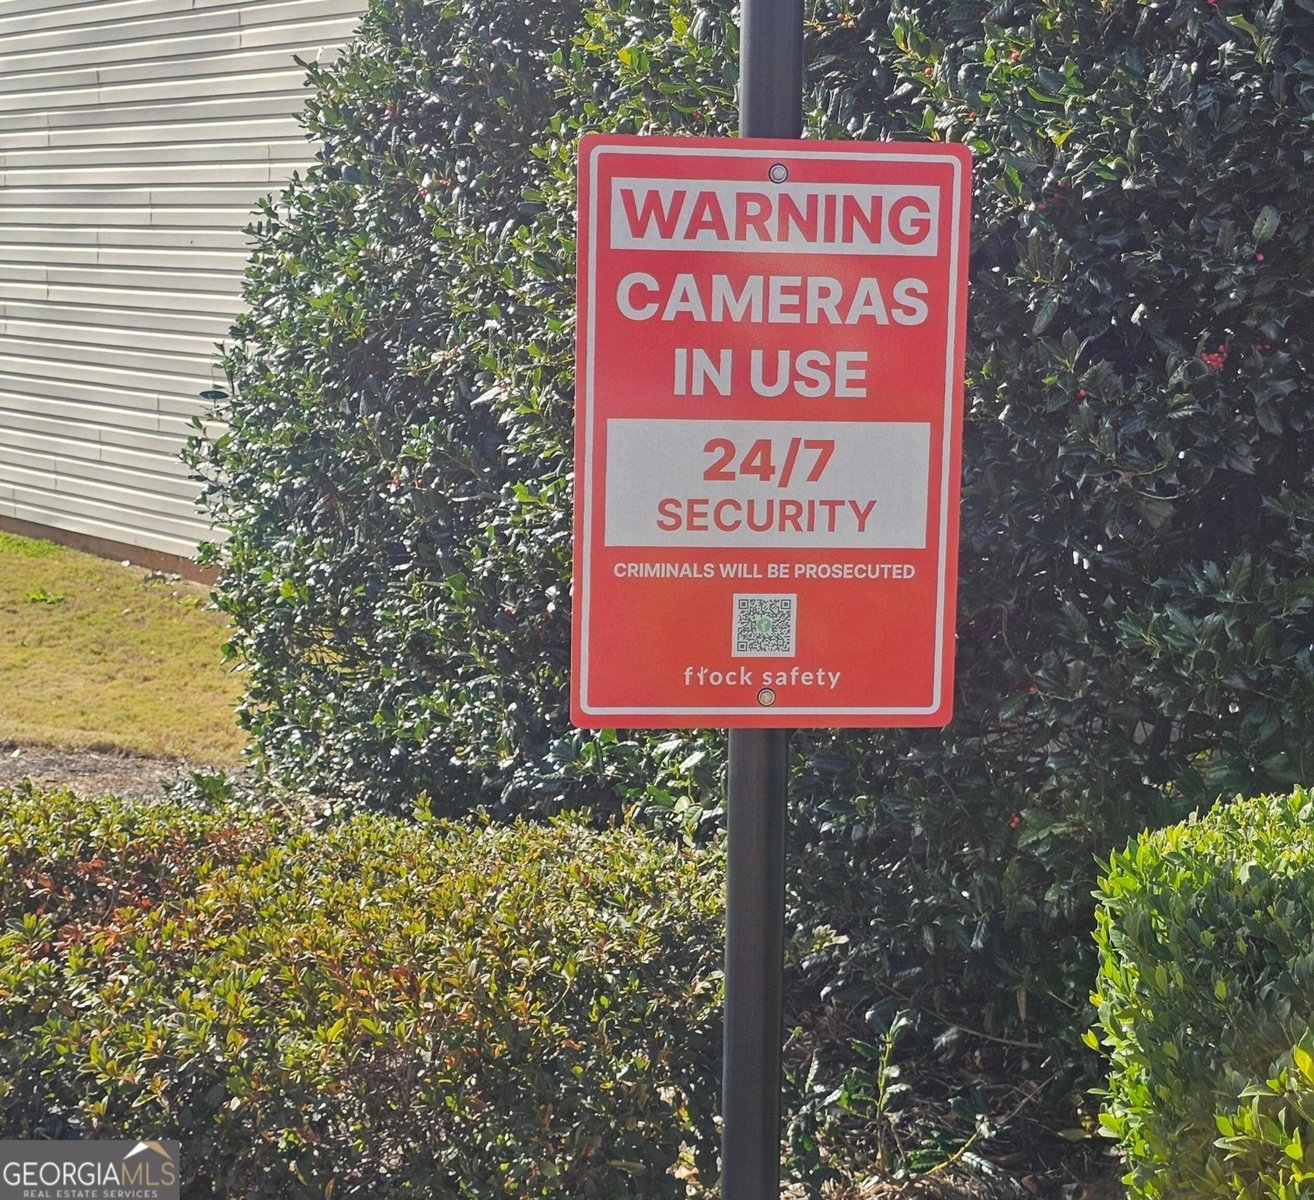 WARNING
CAMERAS
IN USE
24/7
SECURITY
CRIMINALS WILL BE PROSECUTED
flock safety
GEORGIAMLS
REAL ESTATE SERVICES